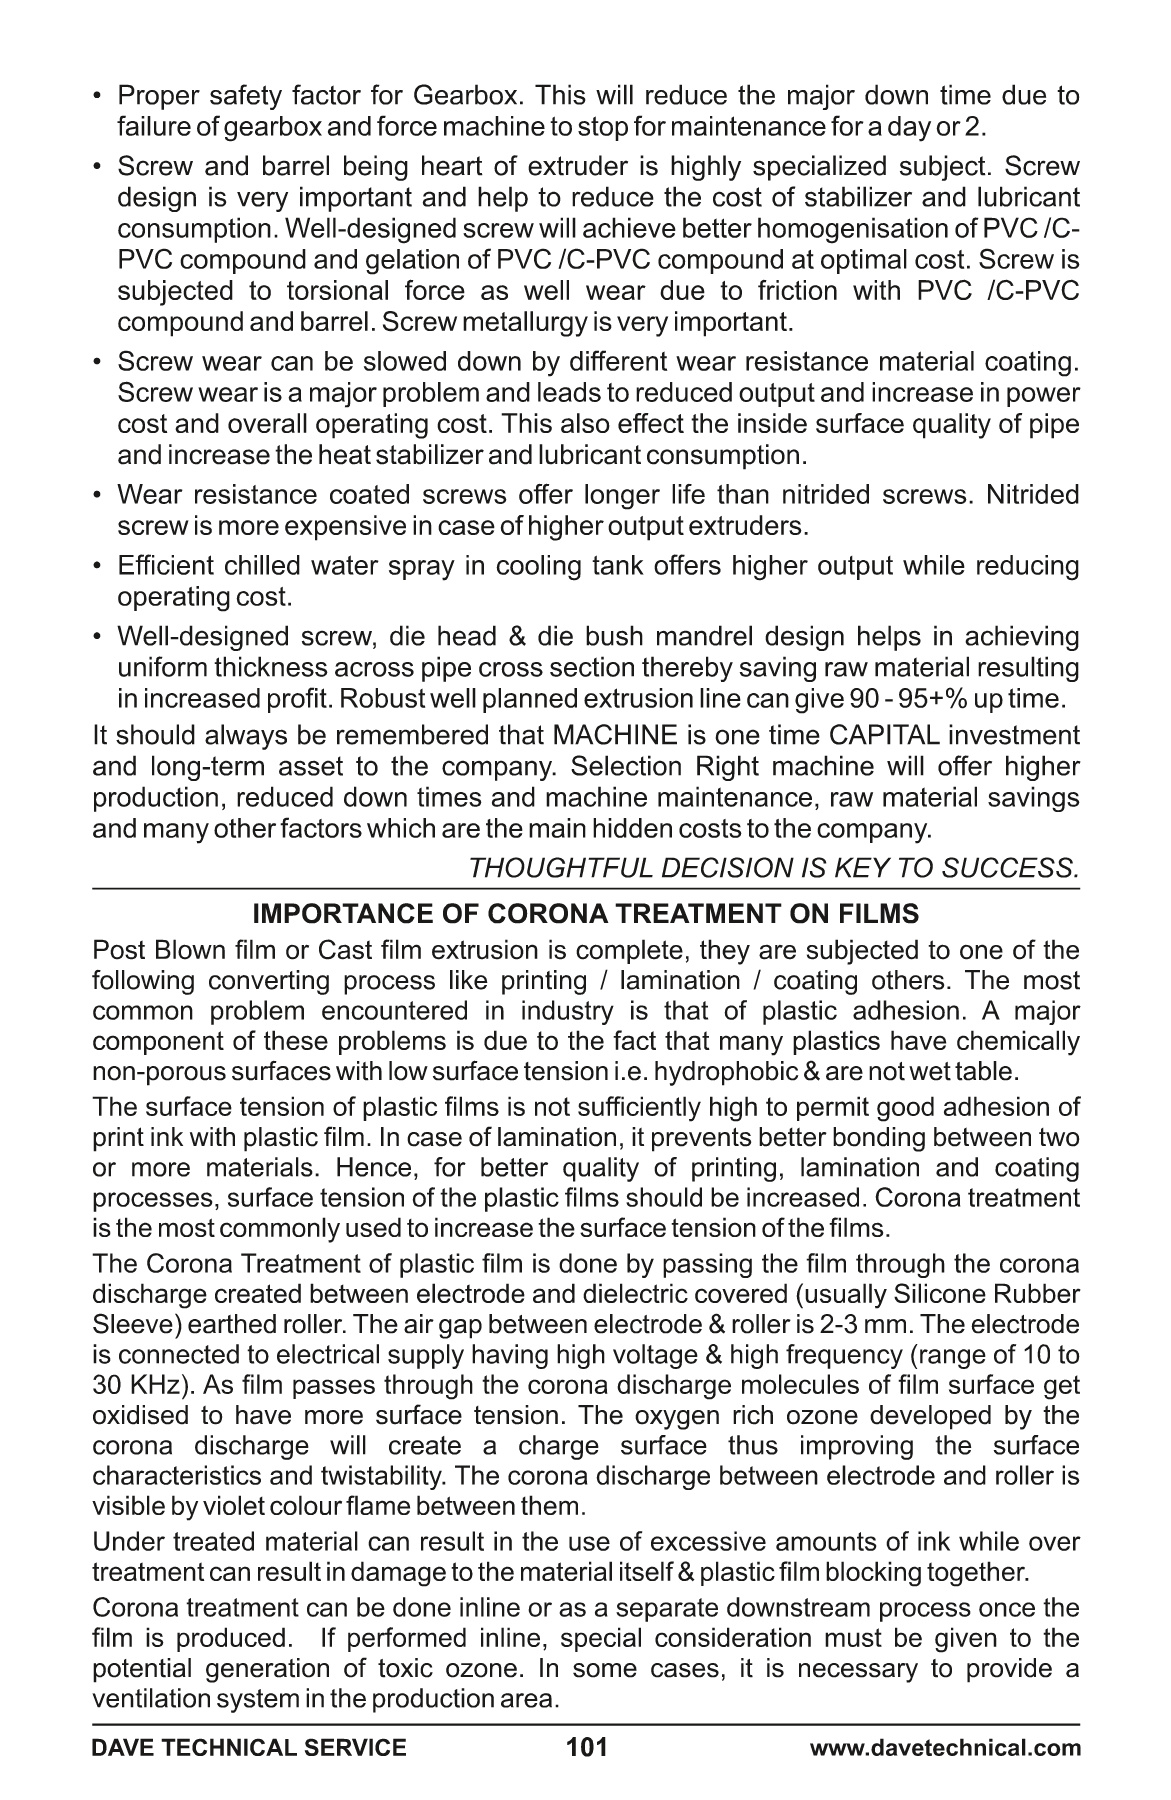 • Proper safety factor for Gearbox. This will reduce the major down time due to
failure of gearbox and force machine to stop for maintenance for a day or 2.
• Screw and barrel being heart of extruder is highly specialized subject. Screw
design is very important and help to reduce the cost of stabilizer and lubricant
consumption. Well-designed screw will achieve better homogenisation of PVC /C-
PVC compound and gelation of PVC /C-PVC compound at optimal cost. Screw is
subjected to torsional force as well wear due to friction with PVC /C-PVC
compound and barrel. Screw metallurgy is very important.
• Screw wear can be slowed down by different wear resistance material coating.
Screw wear is a major problem and leads to reduced output and increase in power
cost and overall operating cost. This also effect the inside surface quality of pipe
and increase the heat stabilizer and lubricant consumption.
• Wear resistance coated screws offer longer life than nitrided screws. Nitrided
screw is more expensive in case of higher output extruders.
• Efficient chilled water spray in cooling tank offers higher output while reducing
operating cost.
• Well-designed screw, die head & die bush mandrel design helps in achieving
uniform thickness across pipe cross section thereby saving raw material resulting
in increased profit. Robust well planned extrusion line can give 90 - 95+% up time.
It should always be remembered that MACHINE is one time CAPITAL investment
and long-term asset to the company. Selection Right machine will offer higher
production, reduced down times and machine maintenance, raw material savings
and many other factors which are the main hidden costs to the company.
THOUGHTFUL DECISION IS KEY TO SUCCESS.
IMPORTANCE OF CORONA TREATMENT ON FILMS
Post Blown film or Cast film extrusion is complete, they are subjected to one of the
following converting process like printing / lamination / coating others. The most
common problem encountered in industry is that of plastic adhesion. A major
component of these problems is due to the fact that many plastics have chemically
non-porous surfaces with low surface tension i.e. hydrophobic & are not wet table.
The surface tension of plastic films is not sufficiently high to permit good adhesion of
print ink with plastic film. In case of lamination, it prevents better bonding between two
or more materials. Hence, for better quality of printing, lamination and coating
processes, surface tension of the plastic films should be increased. Corona treatment
is the most commonly used to increase the surface tension of the films.
The Corona Treatment of plastic film is done by passing the film through the corona
discharge created between electrode and dielectric covered (usually Silicone Rubber
Sleeve) earthed roller. The air gap between electrode & roller is 2-3 mm. The electrode
is connected to electrical supply having high voltage & high frequency (range of 10 to
30 KHz). As film passes through the corona discharge molecules of film surface get
oxidised to have more surface tension. The oxygen rich ozone developed by the
corona discharge will create a charge surface thus improving the surface
characteristics and twistability. The corona discharge between electrode and roller is
visible by violet colour flame between them.
Under treated material can result in the use of excessive amounts of ink while over
treatment can result in damage to the material itself & plastic film blocking together.
Corona treatment can be done inline or as a separate downstream process once the
film is produced. If performed inline, special consideration must be given to the
potential generation of toxic ozone. In some cases, it is necessary to provide a
ventilation system in the production area.
DAVE TECHNICAL SERVICE 101 www.davetechnical.com